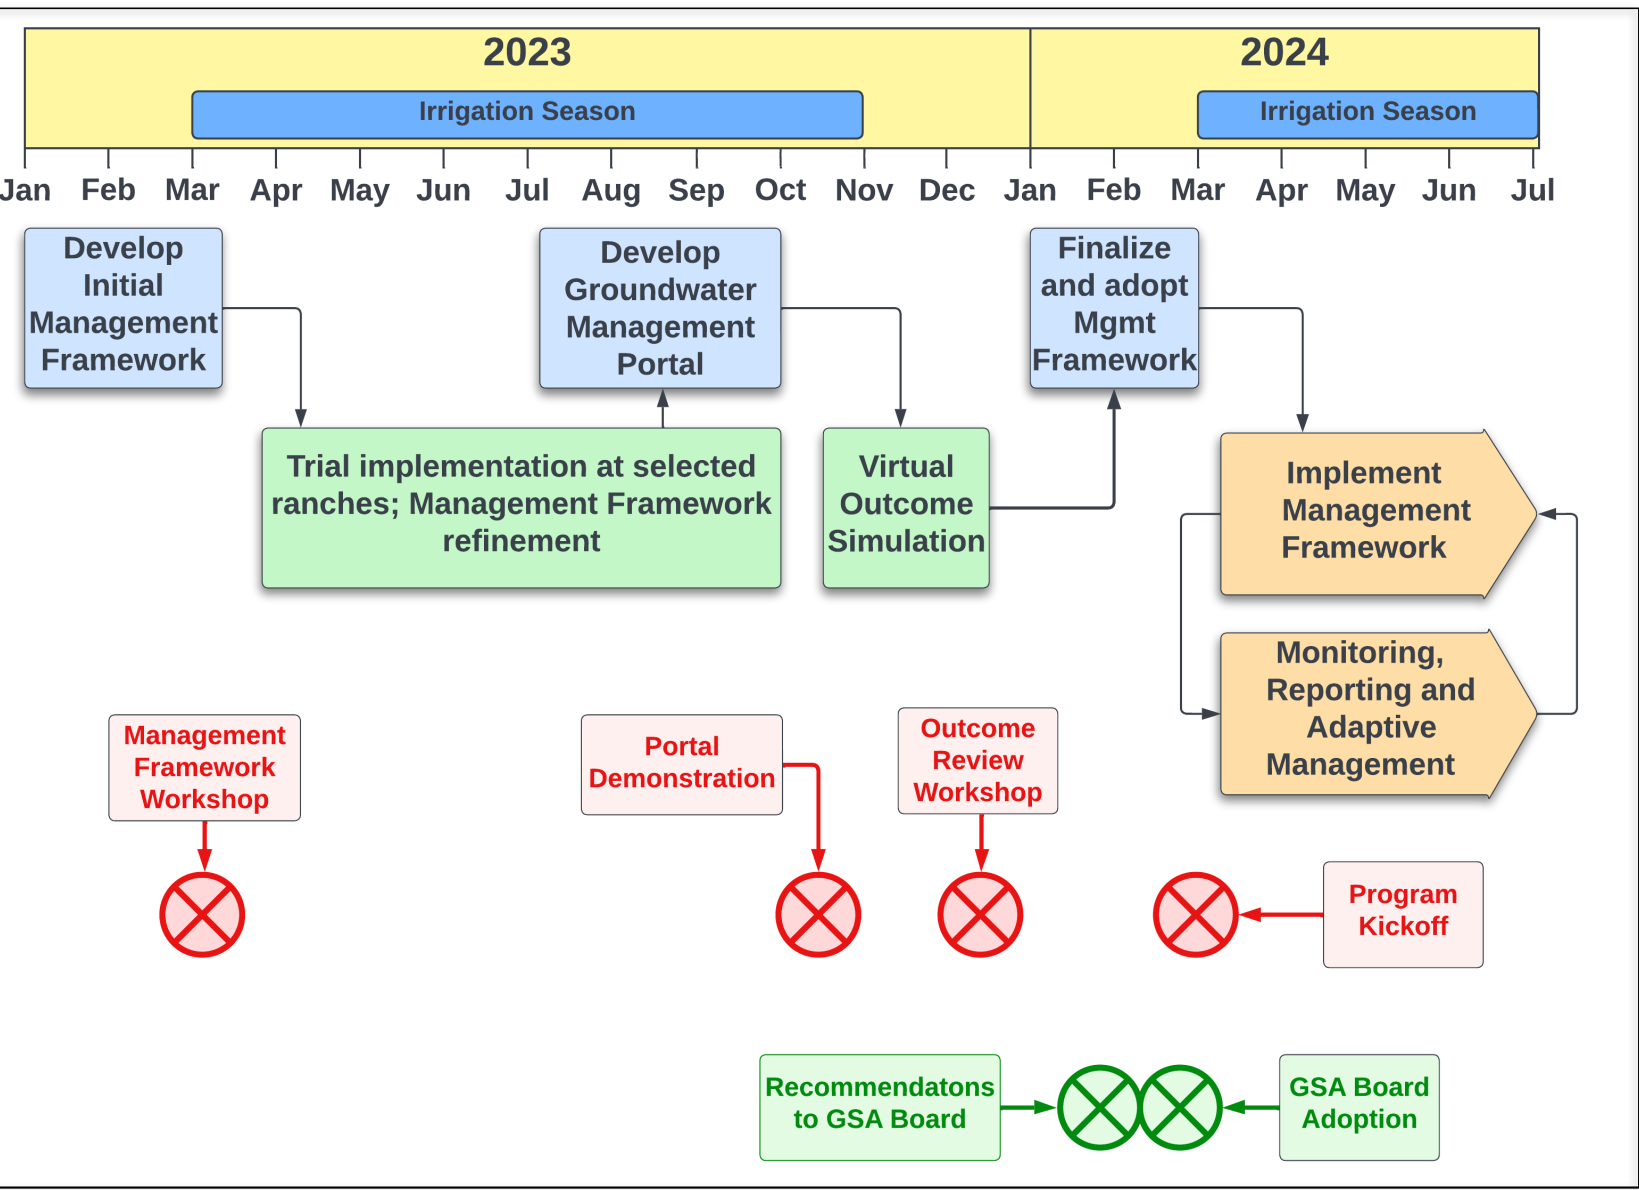 2023
2024
Irrigation Season
Irrigation Season
Jan Feb Mar Apr May Jun Jul Aug Sep Oct Nov Dec Jan Feb Mar Apr May Jun Jul
Develop
Initial
Management
Framework
Develop
Groundwater
Management
Portal
Finalize
and adopt
Mgmt
Framework
Trial implementation at selected
ranches; Management Framework
refinement
Virtual
Outcome
Simulation
Implement
Management
Framework
Monitoring,
Reporting and
Adaptive
Management
Management
Framework
Workshop
Portal
Demonstration
Outcome
Review
Workshop
Program
Kickoff
Recommendatons
to GSA Board
GSA Board
Adoption